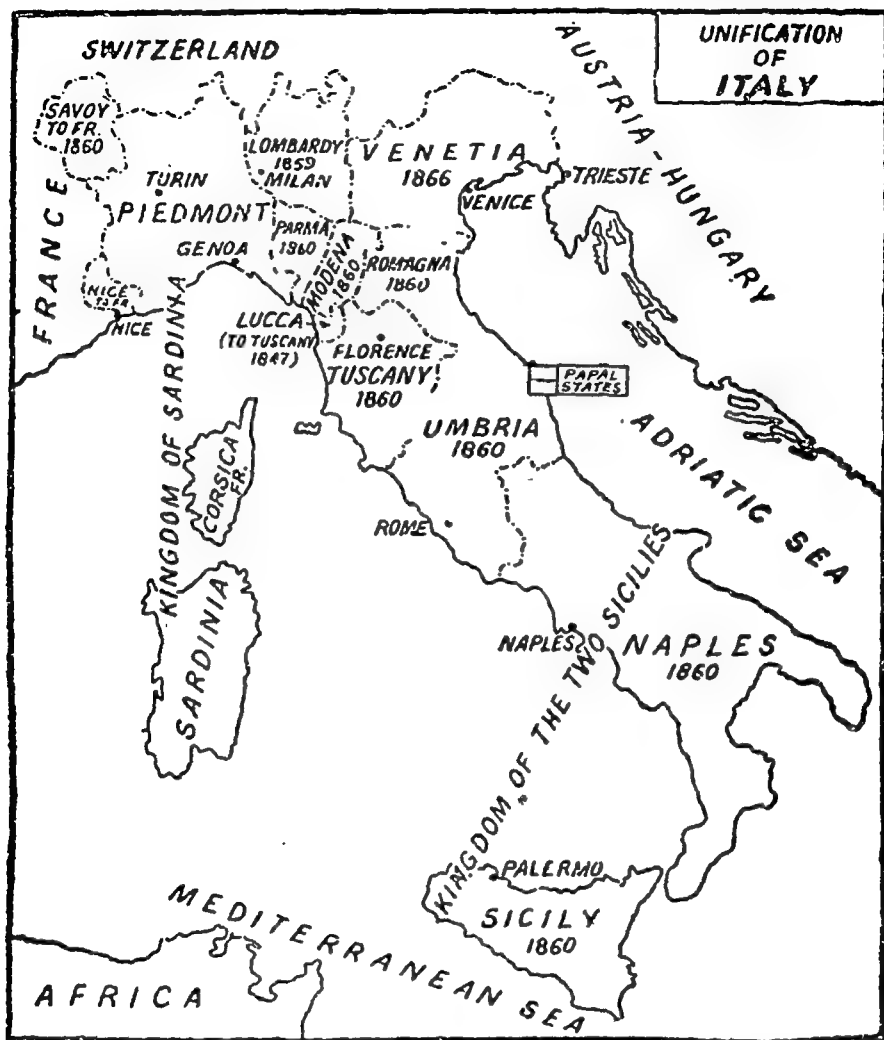 UNIFICATION
OF
ITALY
SWITZERLAND
AUSTRIA-HUNGARY
SAVOY
TO FR.
1860
LOMBARDY
1859
MILAN
VENETIA
1866
TRIESTE
VENICE
TURIN
PIEDMONT
PARMA
1860
MODENA
1860
ROMAGNA
1860
GENOA
FRANCE
NICE
TO FR.
NICE
LUCCA
(TO TUSCANY
1847)
FLORENCE
TUSCANY
1860
PAPAL
STATES
UMBRIA
1860
ADRIATIC SEA
KINGDOM OF SARDINIA
CORSICA
FR.
ROME
SARDINIA
NAPLES
NAPLES
1860
KINGDOM OF THE TWO SICILIES
PALERMO
SICILY
1860
MEDITERRANEAN SEA
AFRICA